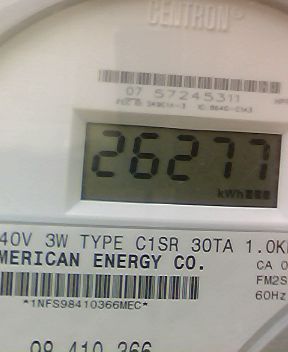 CENTRON®
07 57245311
26277
kWh
40V 3W TYPE C1SR 30TA 1.0K
MERICAN ENERGY CO.
CA 0
FM2S
60Hz
*1NFS98410366MEC*
98 410 366